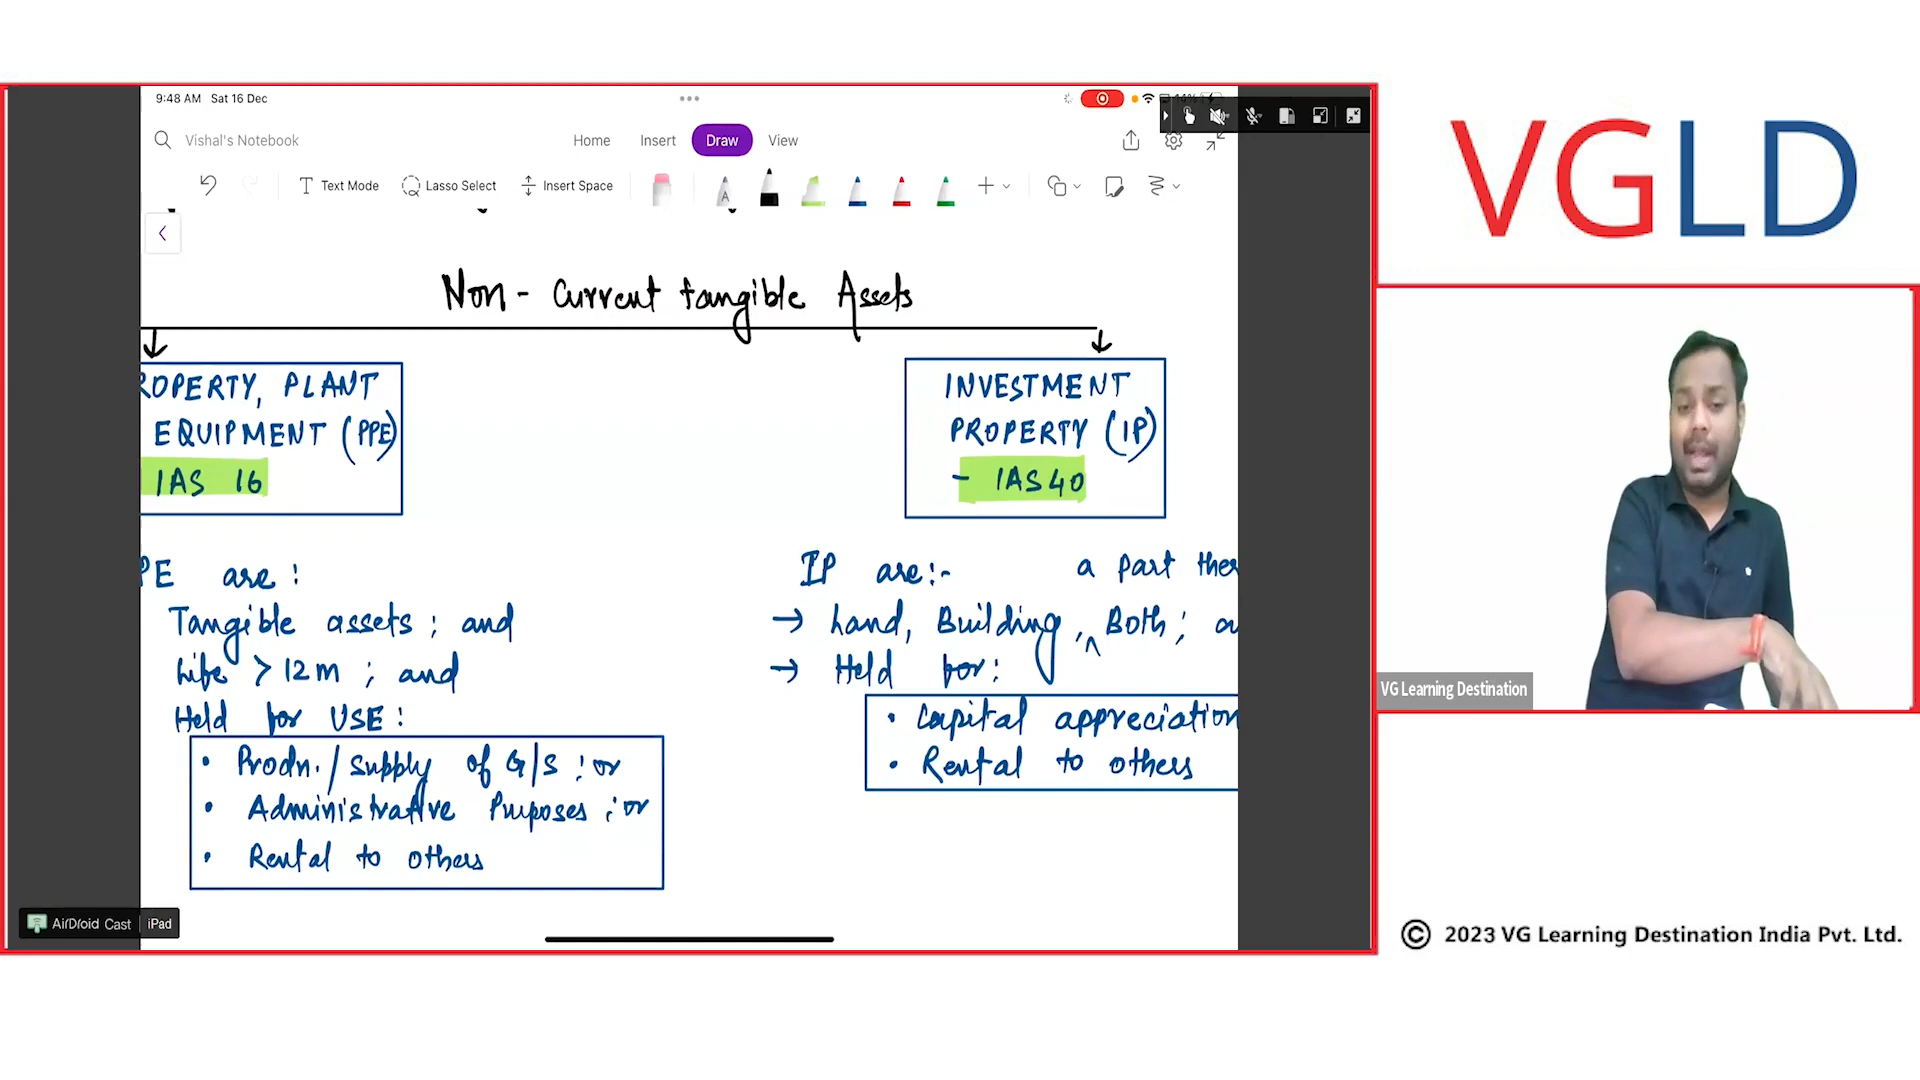 9:48 AM Sat 16 Dec
Vishal's Notebook
Home Insert Draw View
Text Mode Lasso Select Insert Space
Non - Current tangible Assets
ROPERTY, PLANT
EQUIPMENT (PPE)
IAS 16
INVESTMENT
PROPERTY (IP)
- IAS 40
PE are:
Tangible assets ; and
Life > 12 m ; and
Held for USE :
• Prodn. / Supply of G/S ; or
• Administrative Purposes ; or
• Rental to others
IP are:- a part ther
→ Land, Building, ^ Both ; a
→ Held for:
• Capital appreciation
• Rental to others
AirDroid Cast iPad
VGLD
VG Learning Destination
© 2023 VG Learning Destination India Pvt. Ltd.